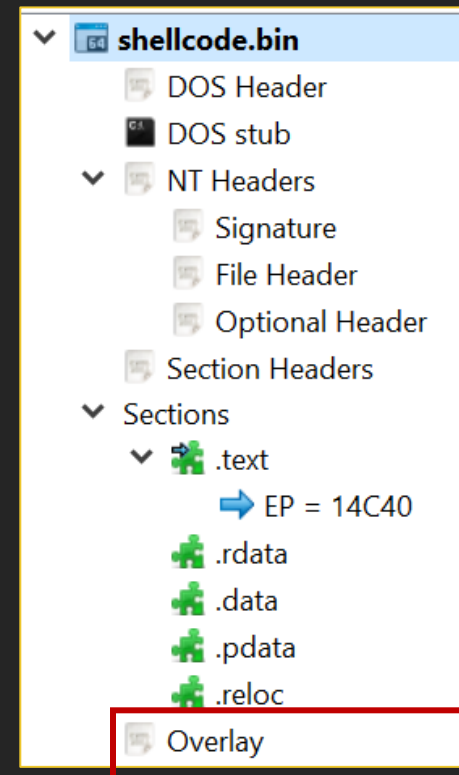 64 shellcode.bin
DOS Header
C:\ DOS stub
NT Headers
Signature
File Header
Optional Header
Section Headers
Sections
.text
EP = 14C40
.rdata
.data
.pdata
.reloc
Overlay